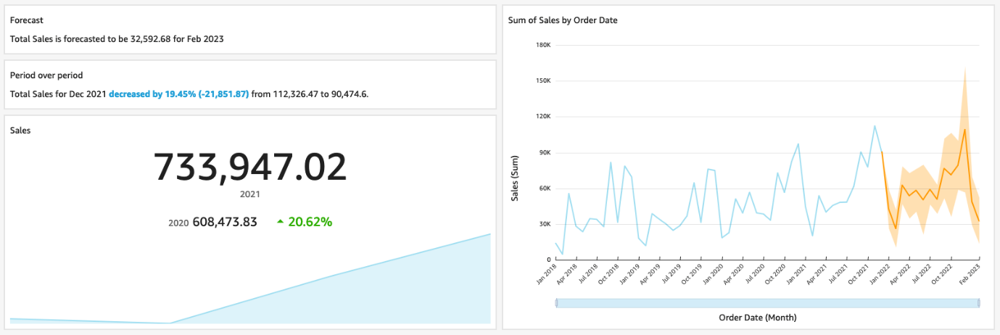 Forecast
Total Sales is forecasted to be 32,592.68 for Feb 2023
Period over period
Total Sales for Dec 2021 decreased by 19.45% (-21,851.87) from 112,326.47 to 90,474.6.
Sales
733,947.02
2021
2020 608,473.83 20.62%
Sum of Sales by Order Date
Sales (Sum)
180K
150K
120K
90K
60K
30K
0
Jan 2018
Apr 2018
Jul 2018
Oct 2018
Jan 2019
Apr 2019
Jul 2019
Oct 2019
Jan 2020
Apr 2020
Jul 2020
Oct 2020
Jan 2021
Apr 2021
Jul 2021
Oct 2021
Jan 2022
Apr 2022
Jul 2022
Oct 2022
Feb 2023
Order Date (Month)